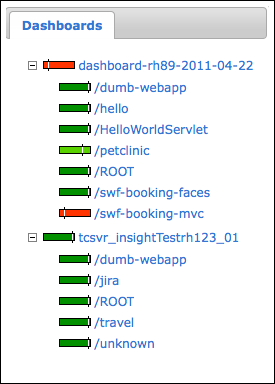 Dashboards
dashboard-rh89-2011-04-22
/dumb-webapp
/hello
/HelloWorldServlet
/petclinic
/ROOT
/swf-booking-faces
/swf-booking-mvc
tcsvr_insightTestrh123_01
/dumb-webapp
/jira
/ROOT
/travel
/unknown